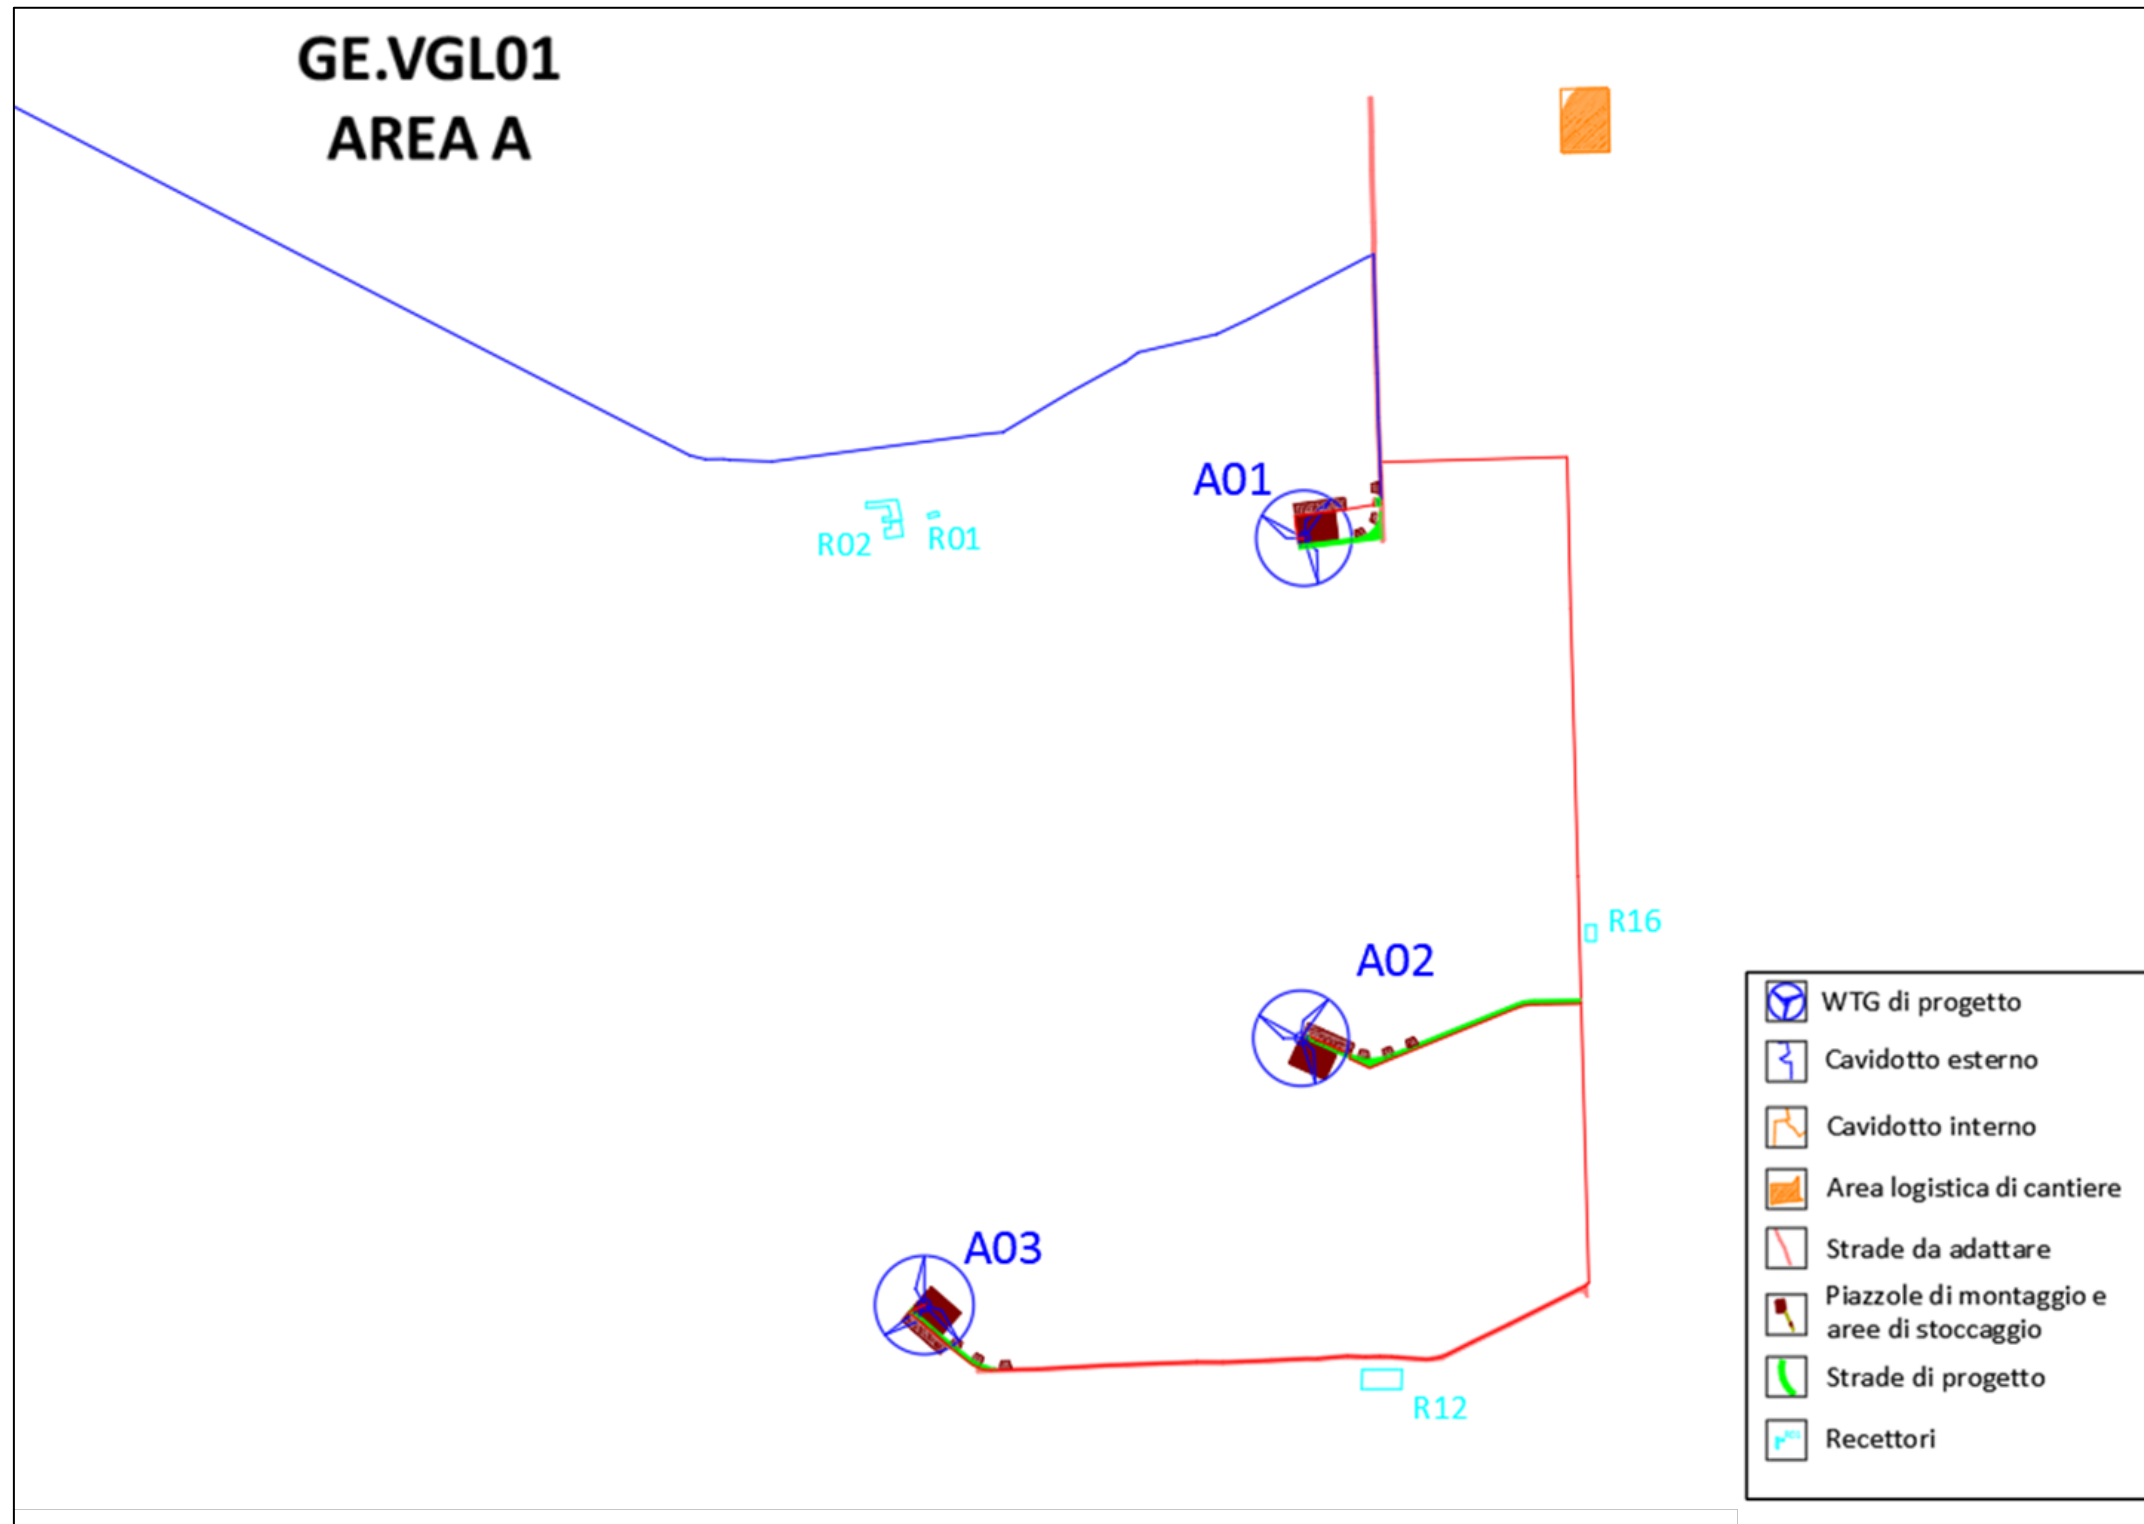 GE.VGL01
AREA A
A01
R02
R01
R16
A02
A03
R12
WTG di progetto
Cavidotto esterno
Cavidotto interno
Area logistica di cantiere
Strade da adattare
Piazzole di montaggio e
aree di stoccaggio
Strade di progetto
Recettori